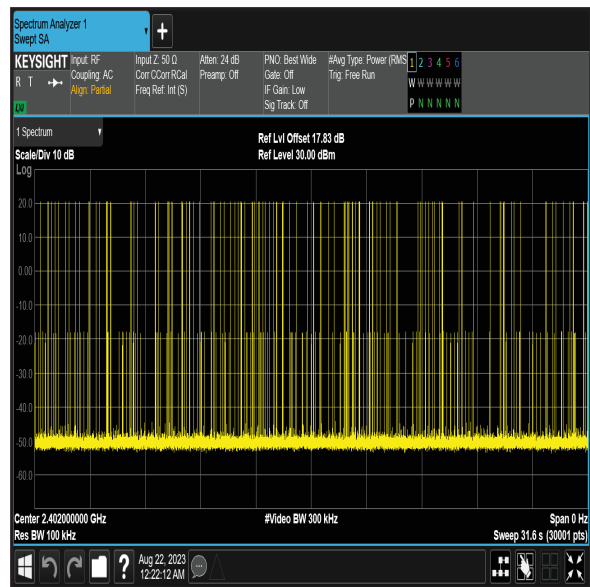 Spectrum Analyzer 1
Swept SA
+
KEYSIGHT
R T
LXI
Input: RF
Coupling: AC
Align: Partial
Input Z: 50 Ω
Corr CCorr RCal
Freq Ref: Int (S)
Atten: 24 dB
Preamp: Off
PNO: Best Wide
Gate: Off
IF Gain: Low
Sig Track: Off
#Avg Type: Power (RMS
Trig: Free Run
1 2 3 4 5 6
W W W W W W
P N N N N N
1 Spectrum
Scale/Div 10 dB
Ref Lvl Offset 17.83 dB
Ref Level 30.00 dBm
Log
20.0
10.0
0.00
-10.0
-20.0
-30.0
-40.0
-50.0
-60.0
Center 2.402000000 GHz
#Video BW 300 kHz
Span 0 Hz
Res BW 100 kHz
Sweep 31.6 s (30001 pts)
?
Aug 22, 2023
12:22:12 AM